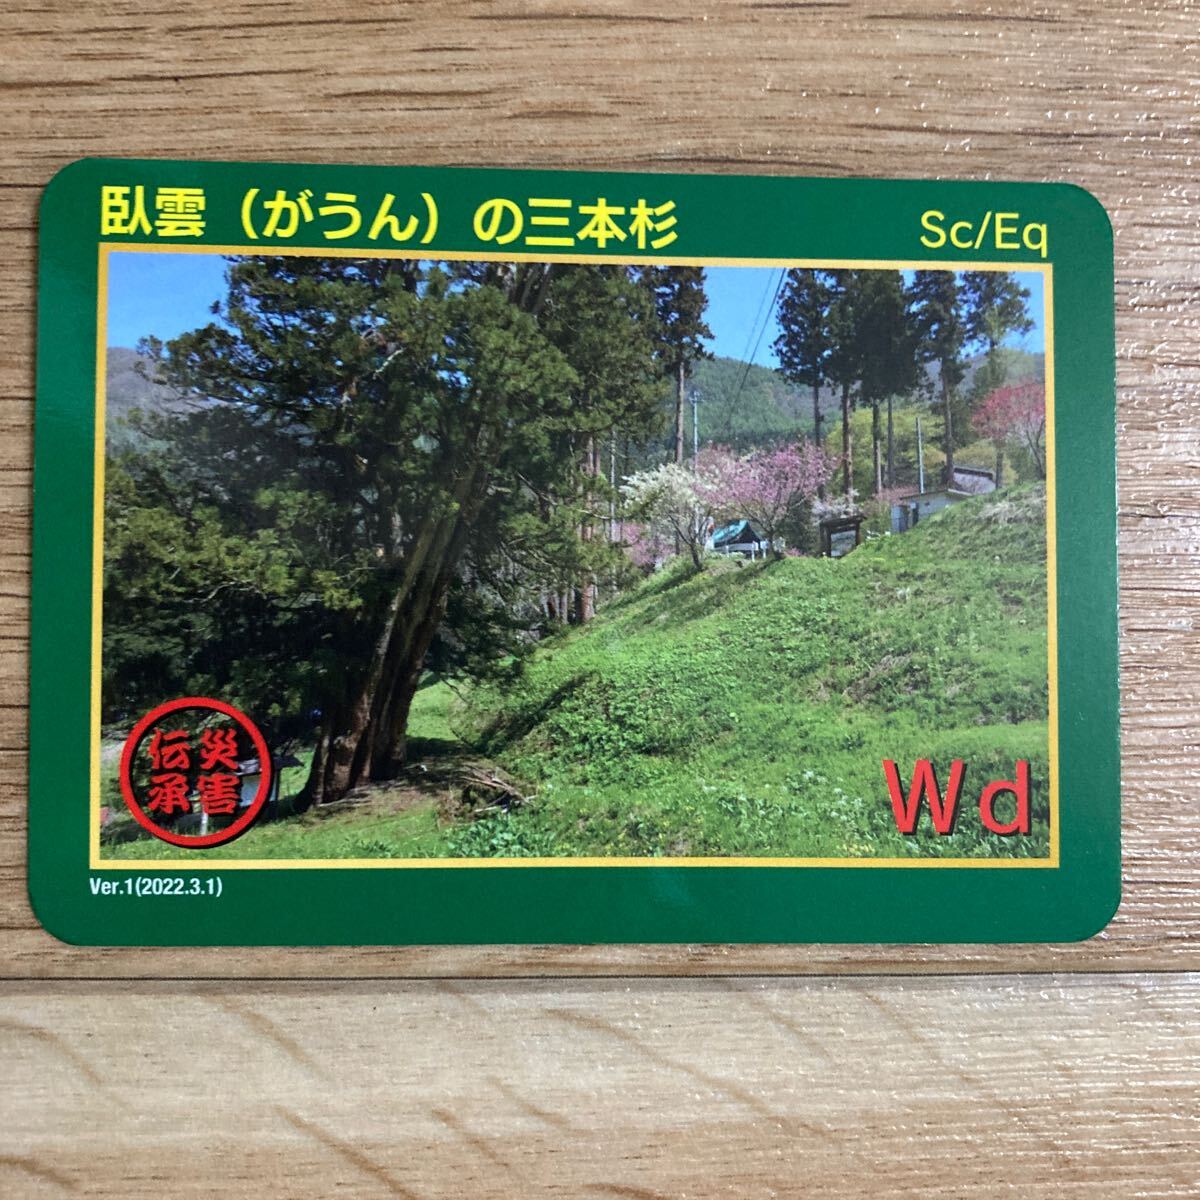 臥雲（がうん）の三本杉
Sc/Eq
災害
伝承
Wd
Ver.1(2022.3.1)